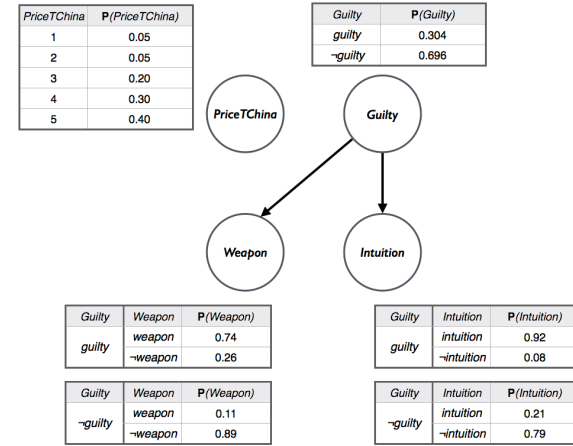 PriceTChina P(PriceTChina)
1 0.05
2 0.05
3 0.20
4 0.30
5 0.40
Guilty P(Guilty)
guilty 0.304
¬guilty 0.696
PriceTChina
Guilty
Weapon
Intuition
Guilty Weapon P(Weapon)
guilty
weapon 0.74
¬weapon 0.26
Guilty Weapon P(Weapon)
¬guilty
weapon 0.11
¬weapon 0.89
Guilty Intuition P(Intuition)
guilty
intuition 0.92
¬intuition 0.08
Guilty Intuition P(Intuition)
¬guilty
intuition 0.21
¬intuition 0.79